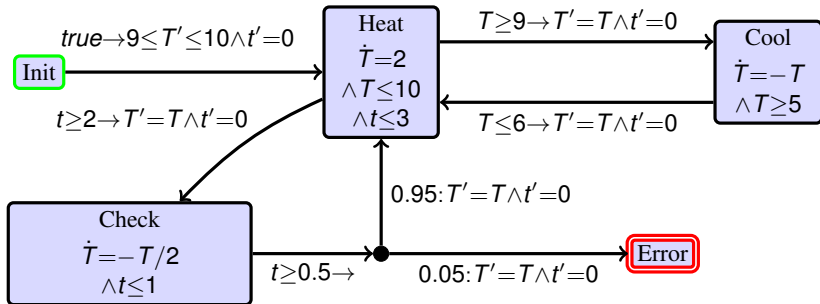 Init
true→9≤T′≤10∧t′=0
Heat
Ṫ=2
∧T≤10
∧t≤3
T≥9→T′=T∧t′=0
Cool
Ṫ=−T
∧T≥5
T≤6→T′=T∧t′=0
t≥2→T′=T∧t′=0
0.95:T′=T∧t′=0
Check
Ṫ=−T/2
∧t≤1
t≥0.5→
0.05:T′=T∧t′=0
Error